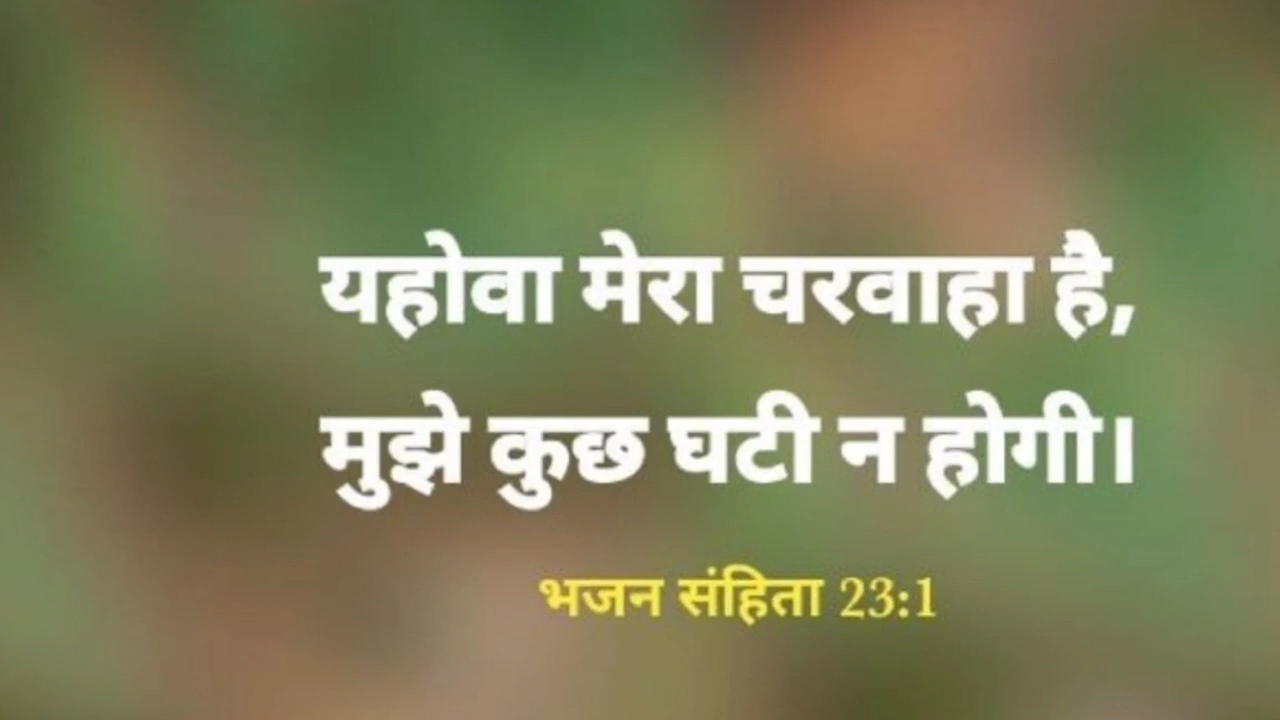 यहोवा मेरा चरवाहा है,
मुझे कुछ घटी न होगी।
भजन संहिता 23:1